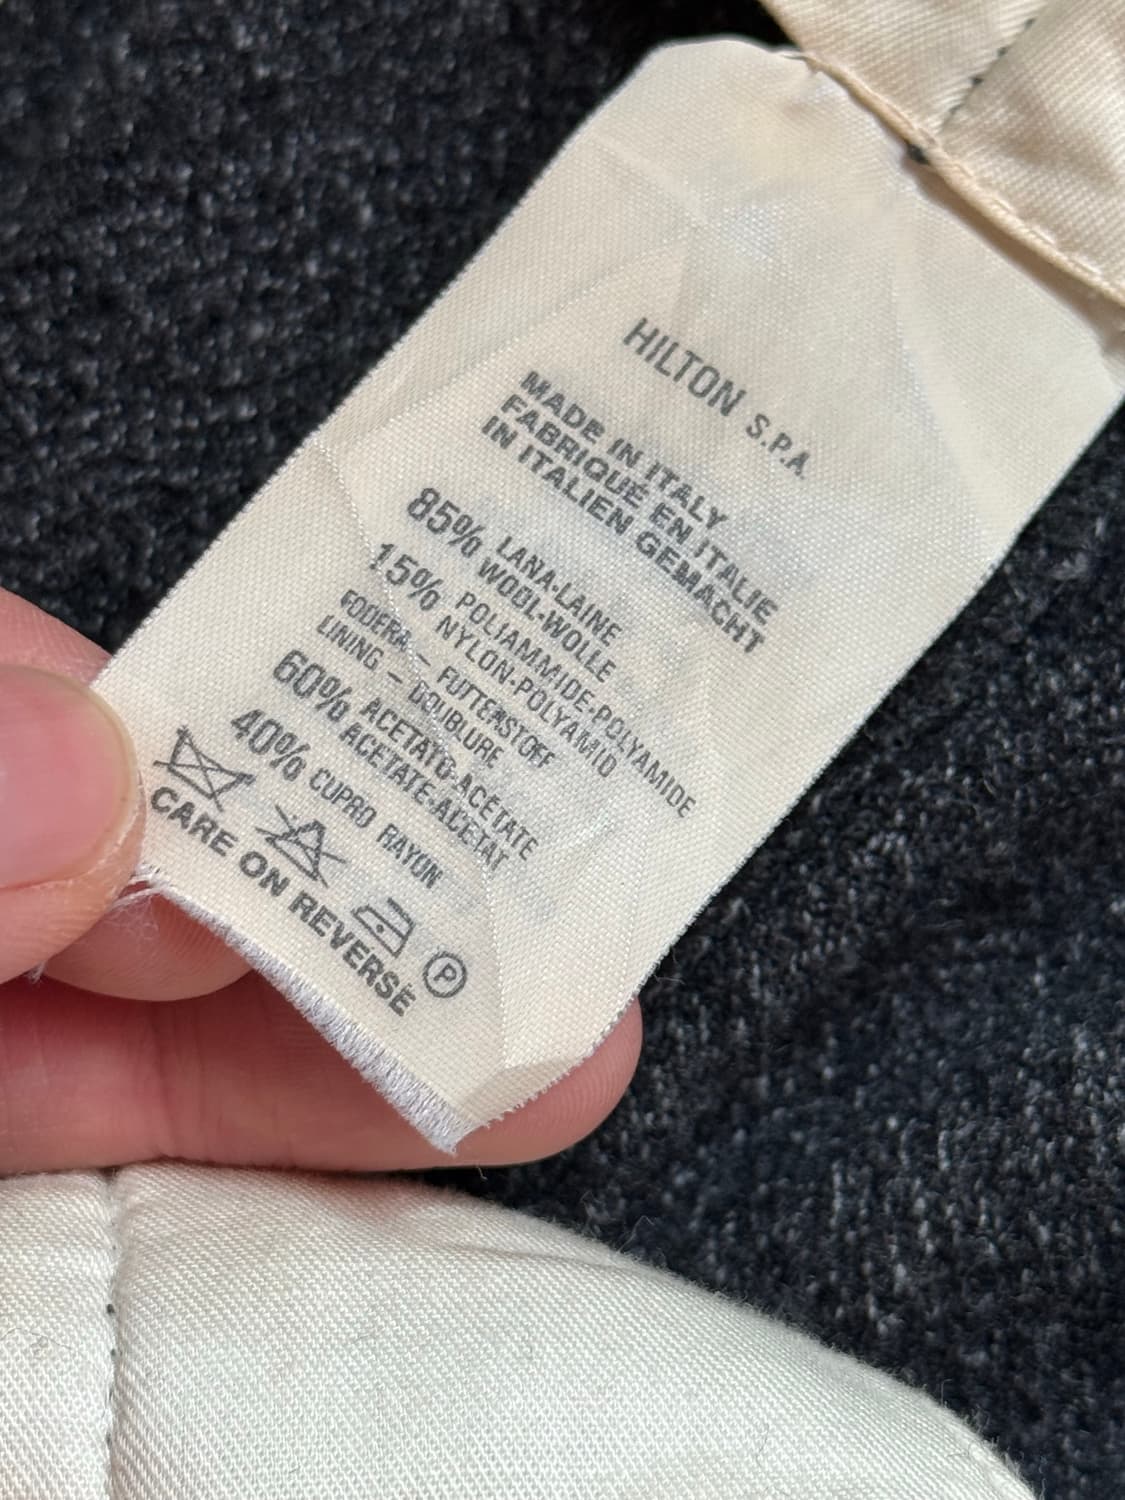 HILTON S.P.A.
MADE IN ITALY
FABRIQUÉ EN ITALIE
IN ITALIEN GEMACHT
85% LANA-LAINE
WOOL-WOLLE
15% POLIAMMIDE-POLYAMIDE
NYLON-POLYAMID
FODERA – FUTTERSTOFF
LINING – DOUBLURE
60% ACETATO-ACÉTATE
ACETATE-ACETAT
40% CUPRO RAYON
P
CARE ON REVERSE